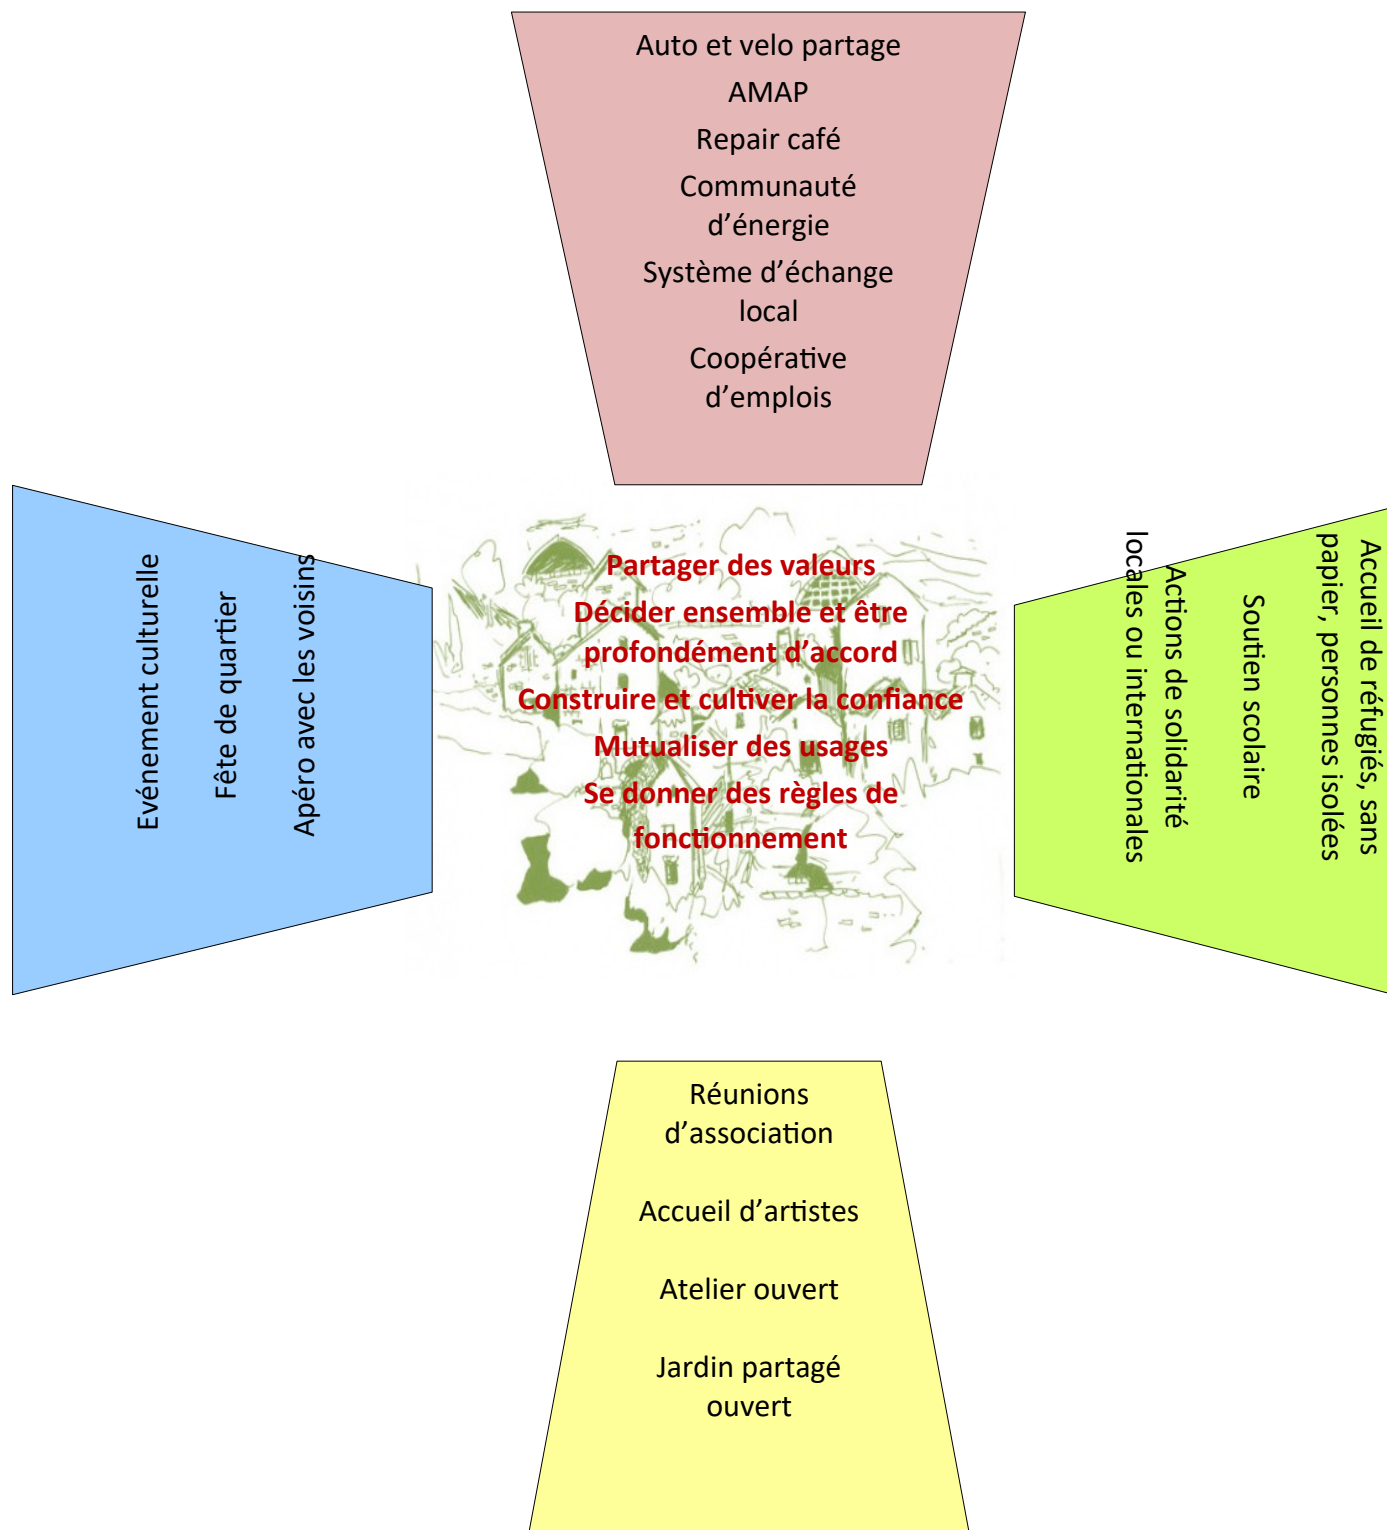 Auto et velo partage
AMAP
Repair café
Communauté
d’énergie
Système d’échange
local
Coopérative
d’emplois
Evénement culturelle
Fête de quartier
Apéro avec les voisins
Partager des valeurs
Décider ensemble et être
profondément d’accord
Construire et cultiver la confiance
Mutualiser des usages
Se donner des règles de
fonctionnement
Accueil de réfugiés, sans
papier, personnes isolées
Soutien scolaire
Actions de solidarité
locales ou internationales
Réunions
d’association
Accueil d’artistes
Atelier ouvert
Jardin partagé
ouvert